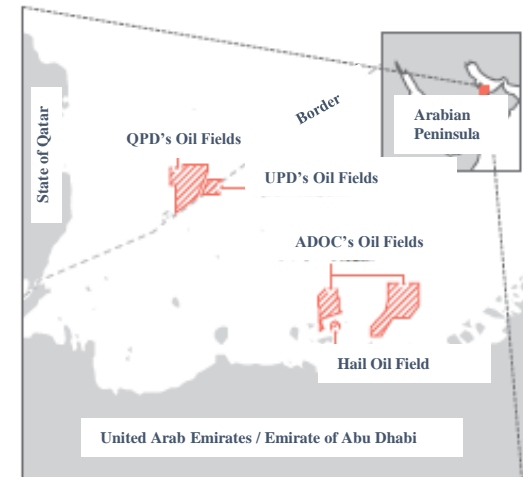 Arabian
Peninsula
Border
State of Qatar
QPD's Oil Fields
UPD's Oil Fields
ADOC's Oil Fields
Hail Oil Field
United Arab Emirates / Emirate of Abu Dhabi